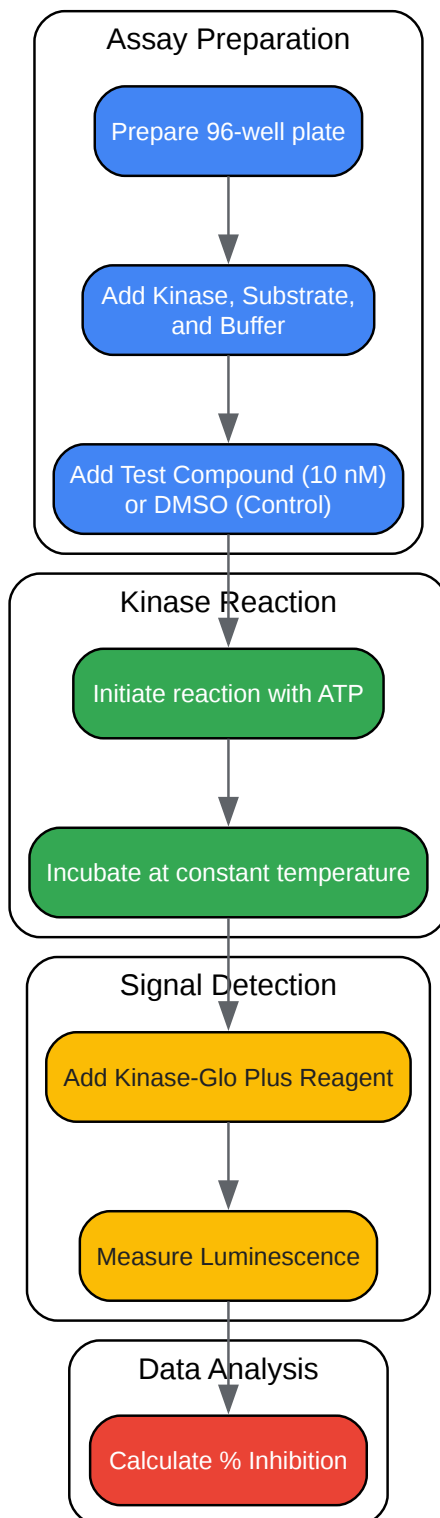 Assay Preparation
Prepare 96-well plate
Add Kinase, Substrate,
and Buffer
Add Test Compound (10 nM)
or DMSO (Control)
Kinase Reaction
Initiate reaction with ATP
Incubate at constant temperature
Signal Detection
Add Kinase-Glo Plus Reagent
Measure Luminescence
Data Analysis
Calculate % Inhibition